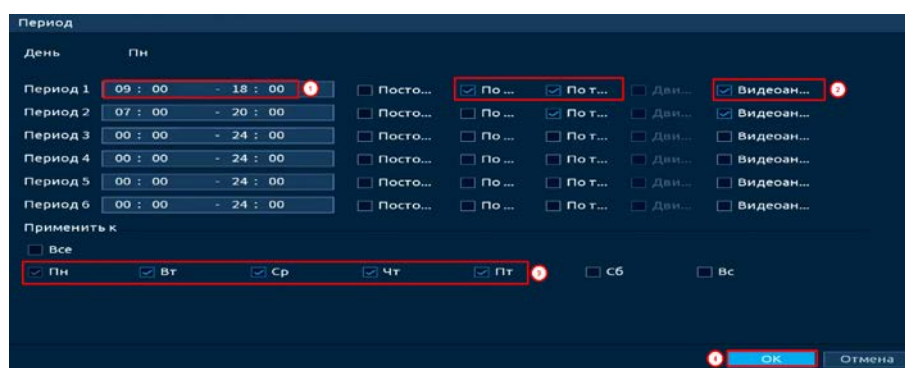 Период
День Пн
Период 1 09 : 00 - 18 : 00 1 Посто... По ... По т... Дви... Видеоан... 2
Период 2 07 : 00 - 20 : 00 Посто... По ... По т... Дви... Видеоан...
Период 3 00 : 00 - 24 : 00 Посто... По ... По т... Дви... Видеоан...
Период 4 00 : 00 - 24 : 00 Посто... По ... По т... Дви... Видеоан...
Период 5 00 : 00 - 24 : 00 Посто... По ... По т... Дви... Видеоан...
Период 6 00 : 00 - 24 : 00 Посто... По ... По т... Дви... Видеоан...
Применить к
Все
Пн Вт Ср Чт Пт 3 Сб Вс
4 ОК Отмена